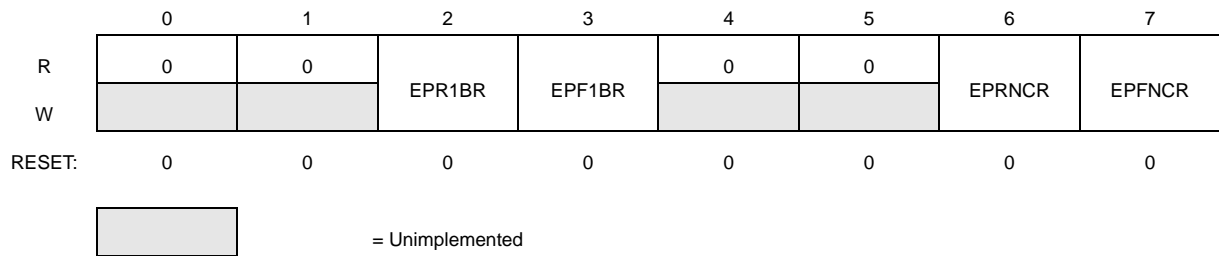 0 1 2 3 4 5 6 7
R 0 0 EPR1BR EPF1BR 0 0 EPRNCR EPFNCR
W
RESET: 0 0 0 0 0 0 0 0
= Unimplemented